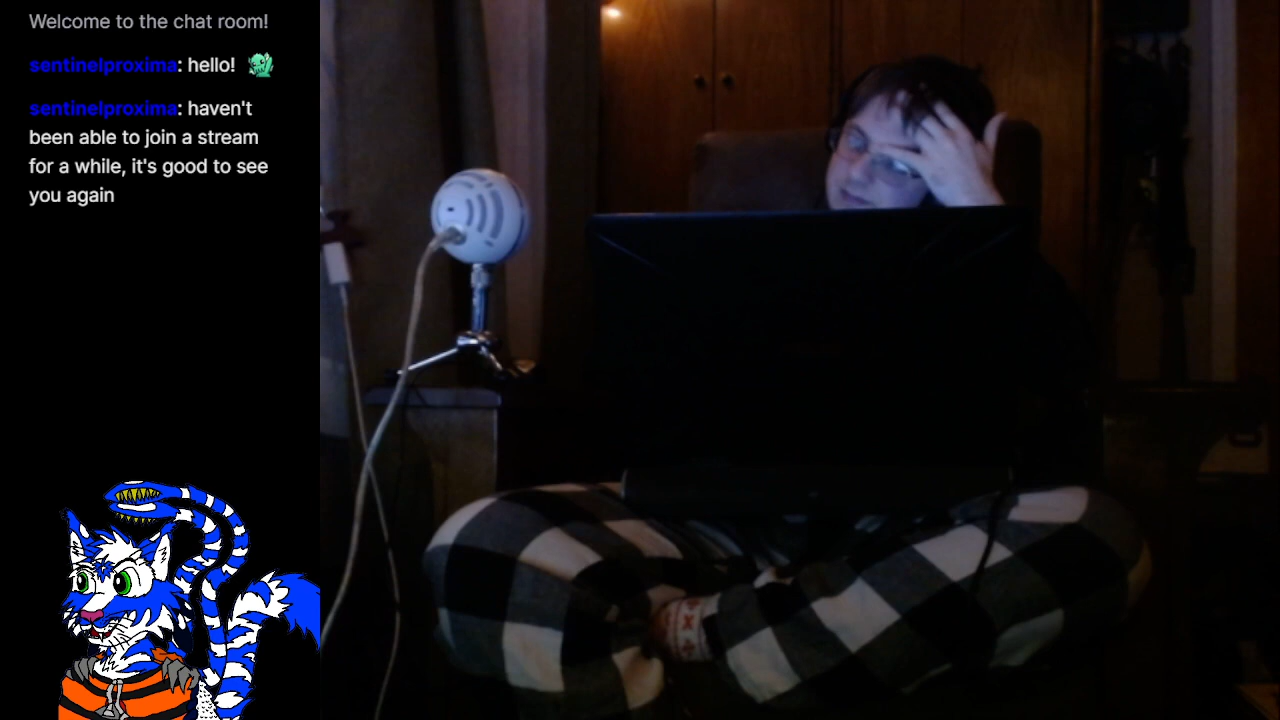 Welcome to the chat room!
sentinelproxima: hello!
sentinelproxima: haven't
been able to join a stream
for a while, it's good to see
you again